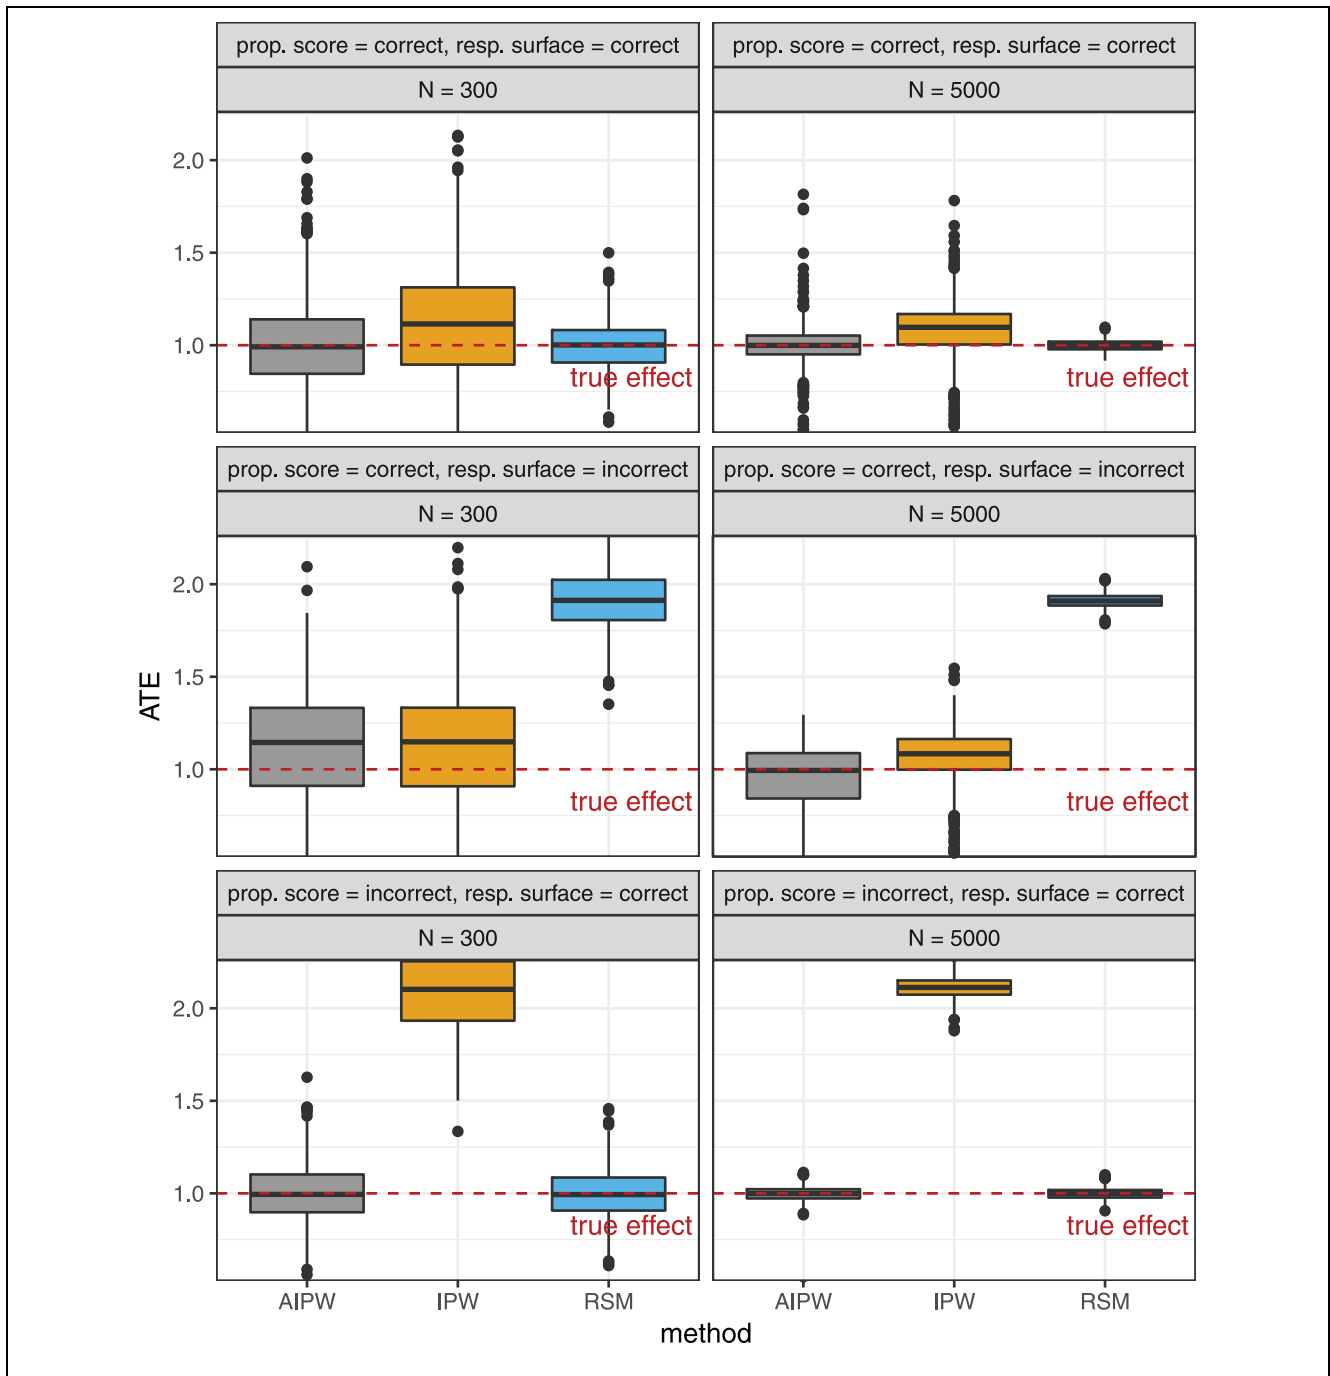 prop. score = correct, resp. surface = correct
prop. score = correct, resp. surface = correct
N = 300
N = 5000
2.0
1.5
1.0
true effect
true effect
prop. score = correct, resp. surface = incorrect
prop. score = correct, resp. surface = incorrect
N = 300
N = 5000
ATE
2.0
1.5
1.0
true effect
true effect
prop. score = incorrect, resp. surface = correct
prop. score = incorrect, resp. surface = correct
N = 300
N = 5000
2.0
1.5
1.0
true effect
true effect
AIPW IPW RSM
AIPW IPW RSM
method